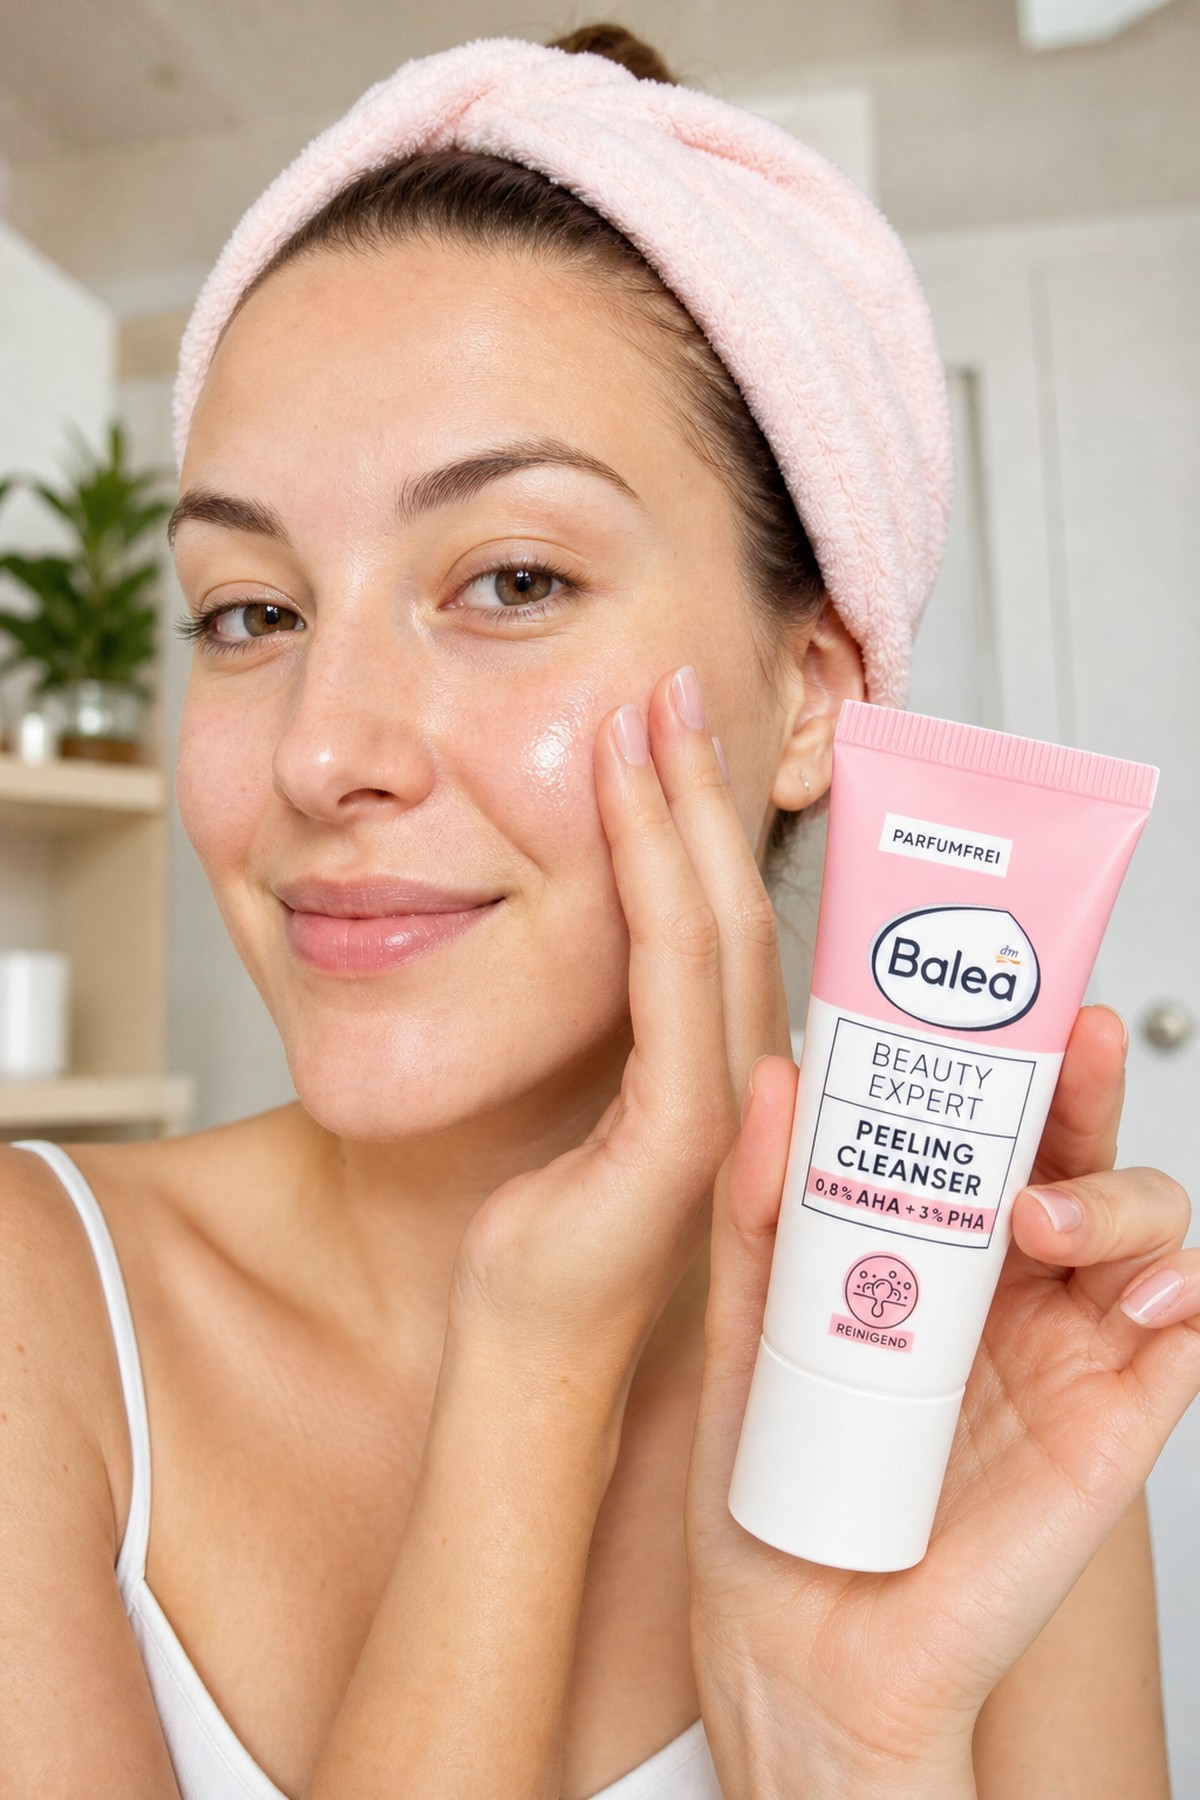 PARFUMFREI
Balea
dm
BEAUTY
EXPERT
PEELING
CLEANSER
0,8% AHA + 3% PHA
REINIGEND